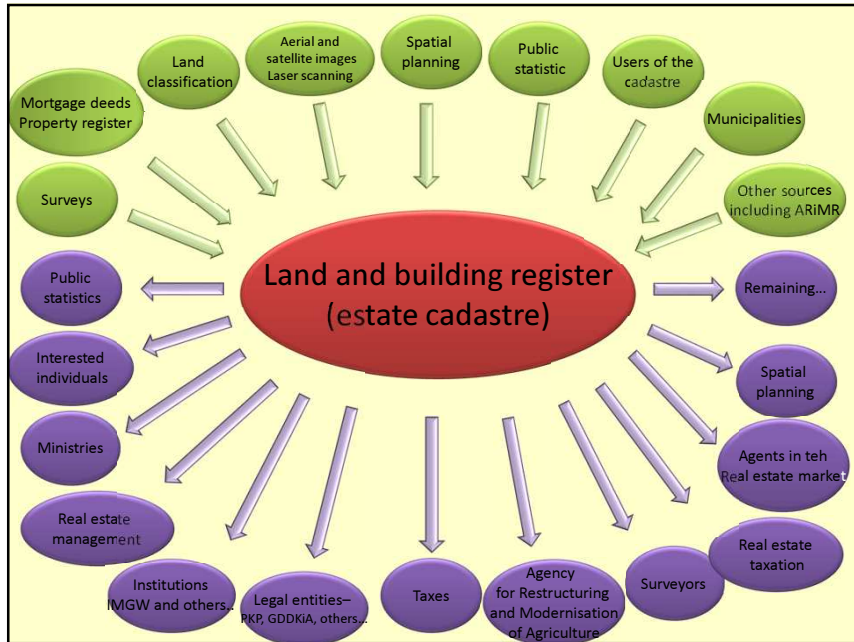 Land
classification
Aerial and
satellite images
Laser scanning
Spatial
planning
Public
statistic
Users of the
cadastre
Mortgage deeds
Property register
Municipalities
Surveys
Other sources
including ARiMR
Land and building register
(estate cadastre)
Public
statistics
Remaining...
Interested
individuals
Spatial
planning
Ministries
Agents in teh
Real estate market
Real estate
management
Real estate
taxation
Institutions
IMGW and others..
Legal entities–
PKP, GDDKiA, others...
Taxes
Agency
for Restructuring
and Modernisation
of Agriculture
Surveyors